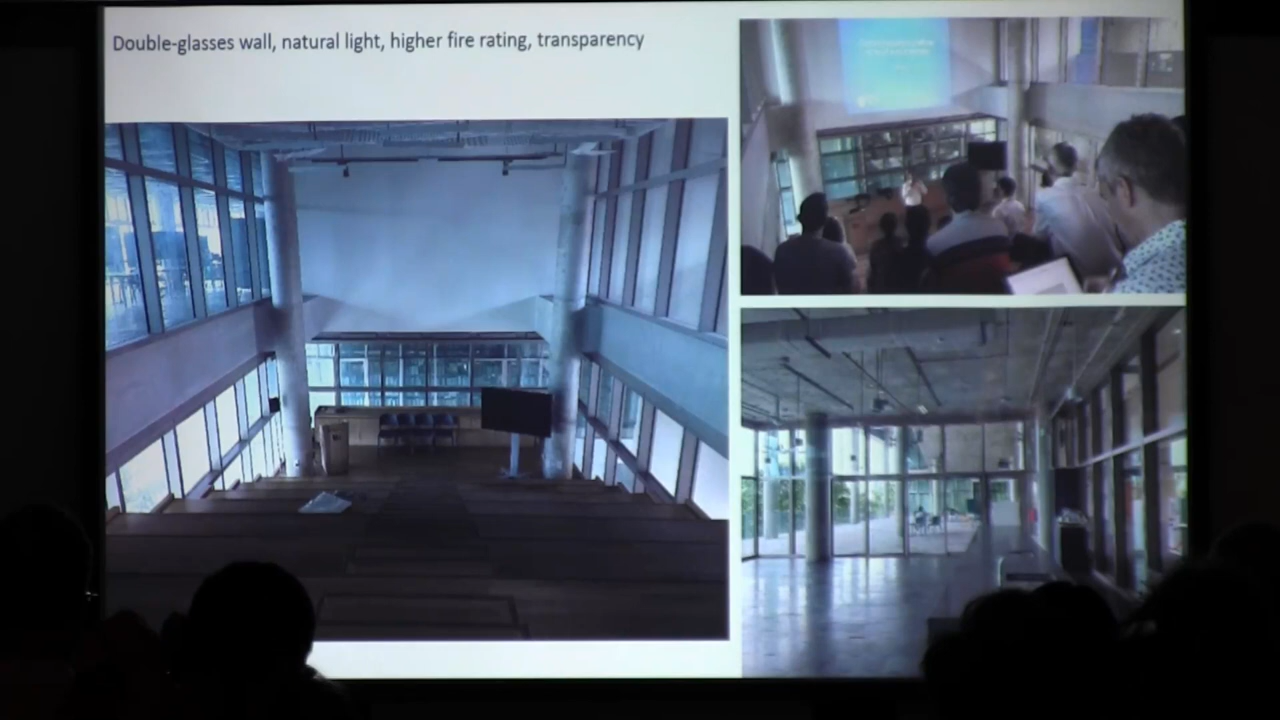 Double-glasses wall, natural light, higher fire rating, transparency